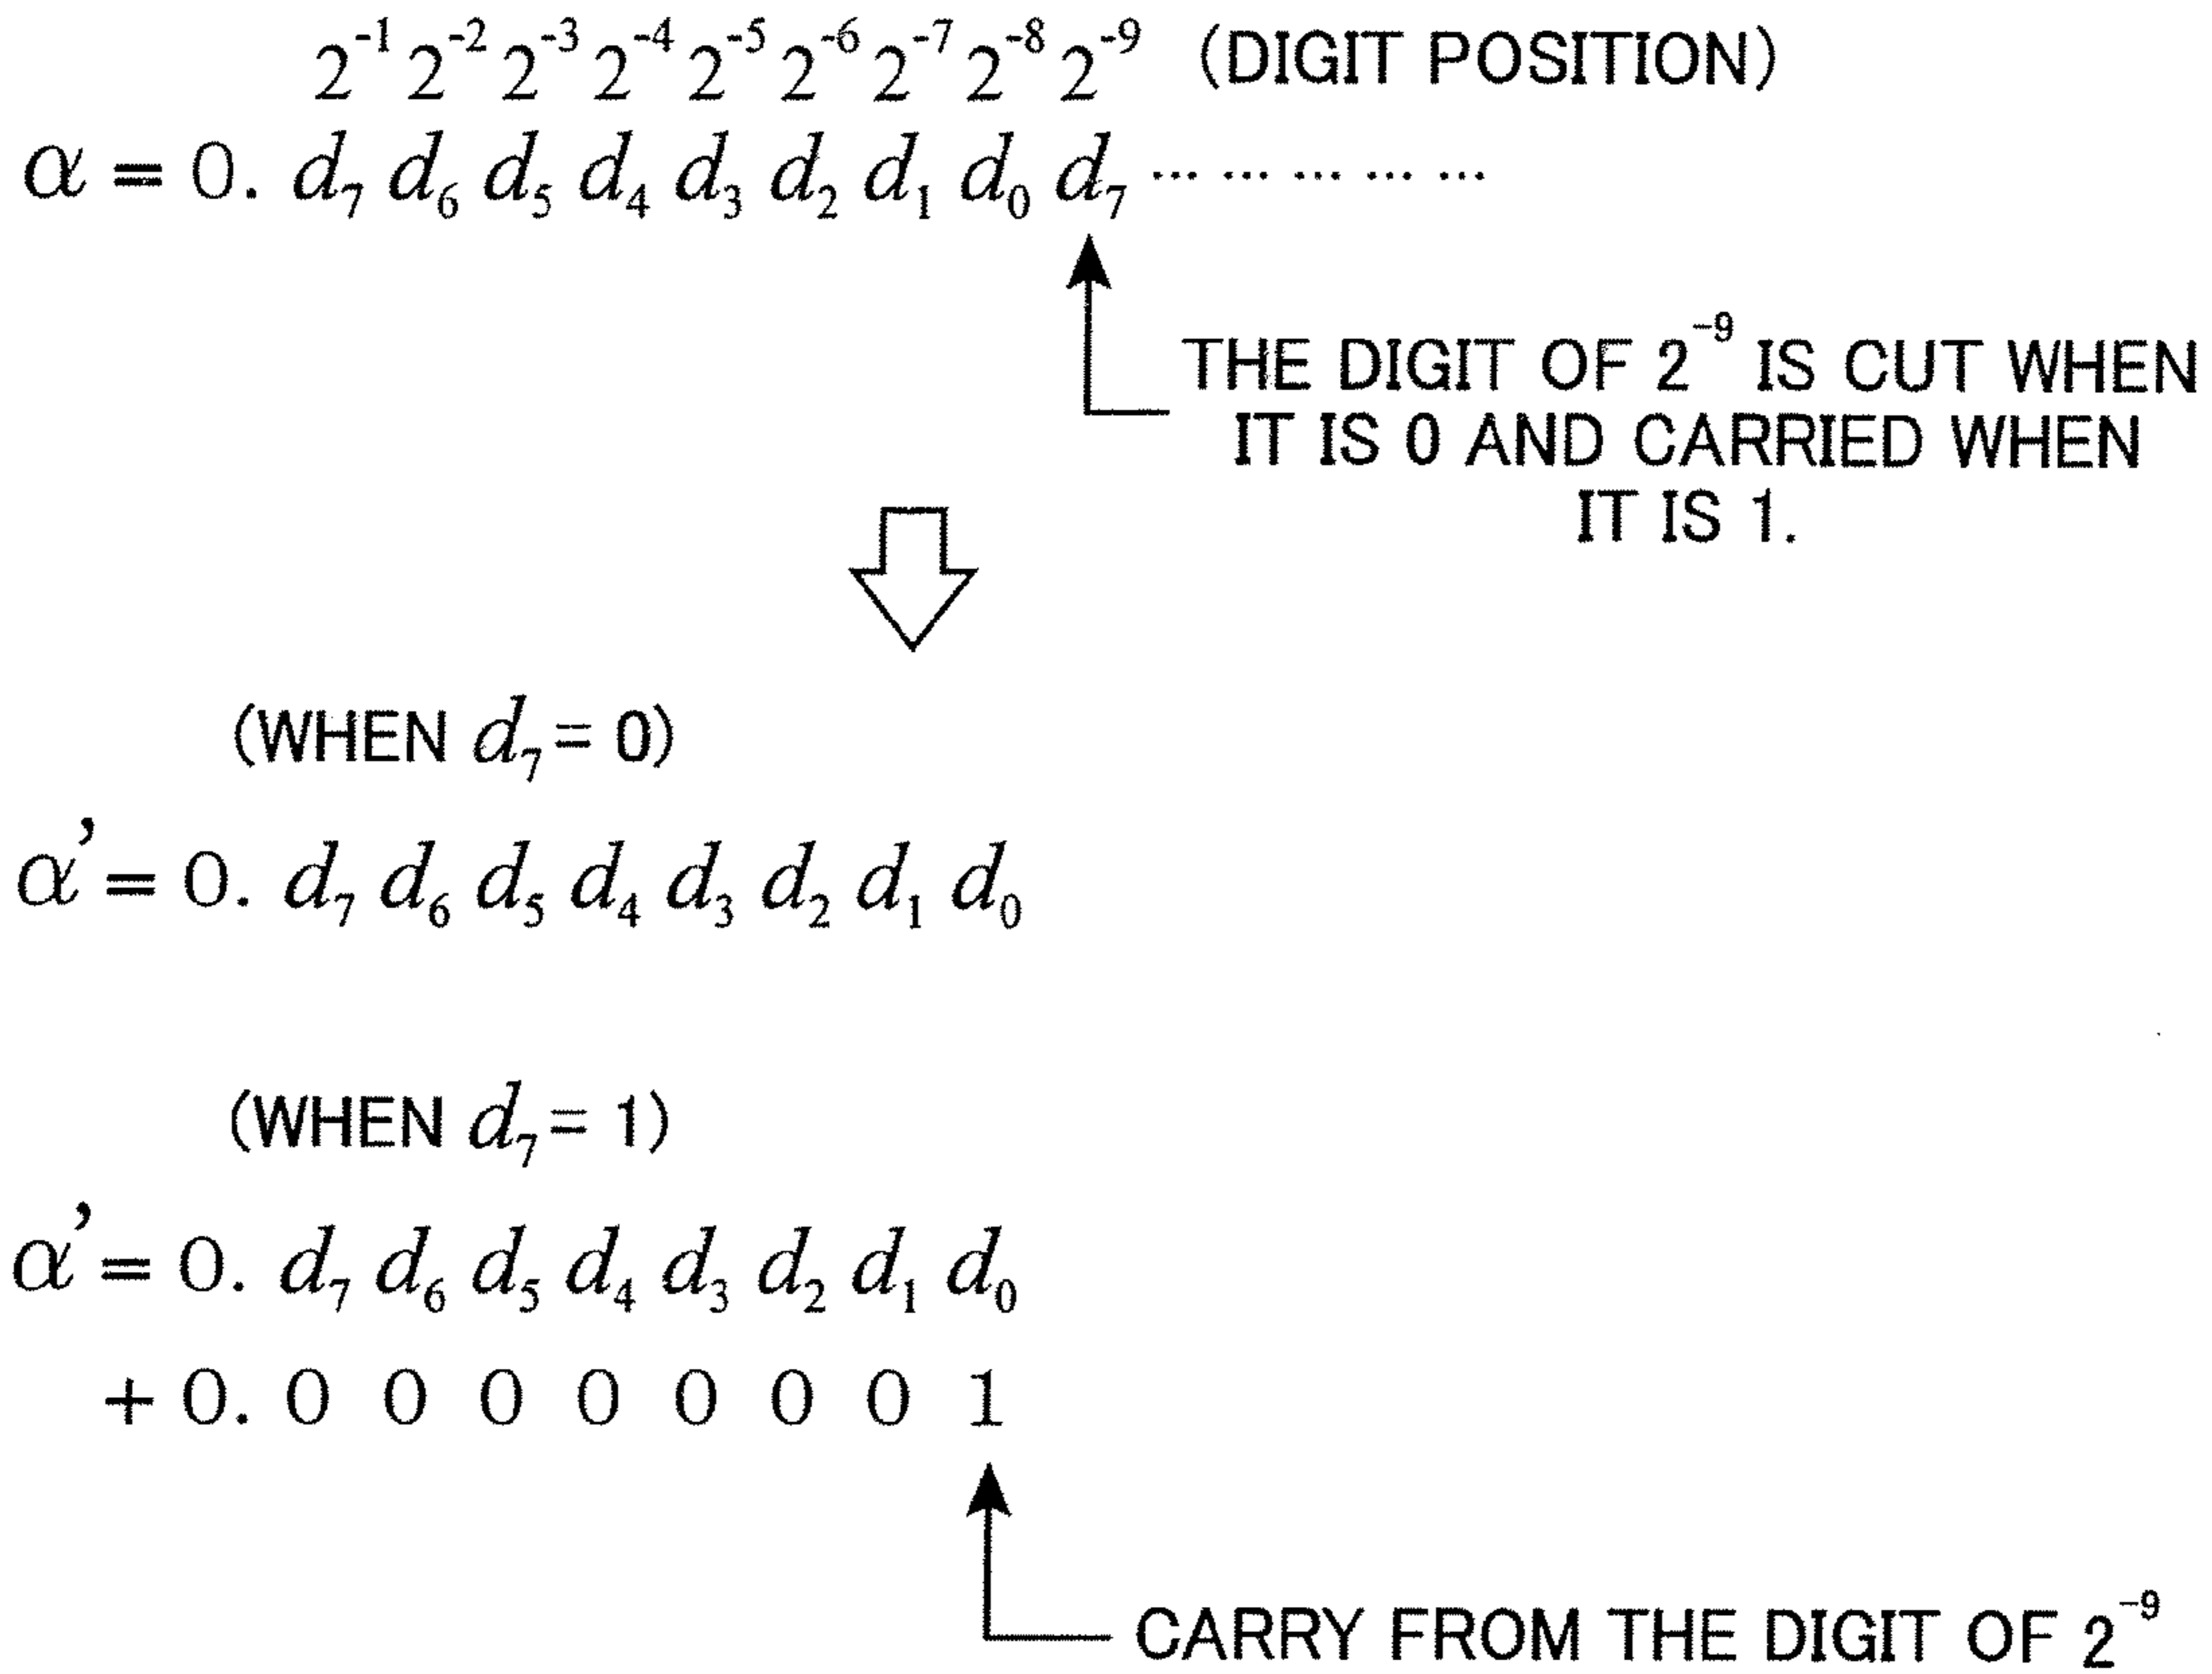 2⁻¹ 2⁻² 2⁻³ 2⁻⁴ 2⁻⁵ 2⁻⁶ 2⁻⁷ 2⁻⁸ 2⁻⁹ (DIGIT POSITION)
α = 0. d₇ d₆ d₅ d₄ d₃ d₂ d₁ d₀ d₇ ... ... ... ... ...
THE DIGIT OF 2⁻⁹ IS CUT WHEN
IT IS 0 AND CARRIED WHEN
IT IS 1.
(WHEN d₇ = 0)
α' = 0. d₇ d₆ d₅ d₄ d₃ d₂ d₁ d₀
(WHEN d₇ = 1)
α' = 0. d₇ d₆ d₅ d₄ d₃ d₂ d₁ d₀
+ 0. 0 0 0 0 0 0 0 1
CARRY FROM THE DIGIT OF 2⁻⁹